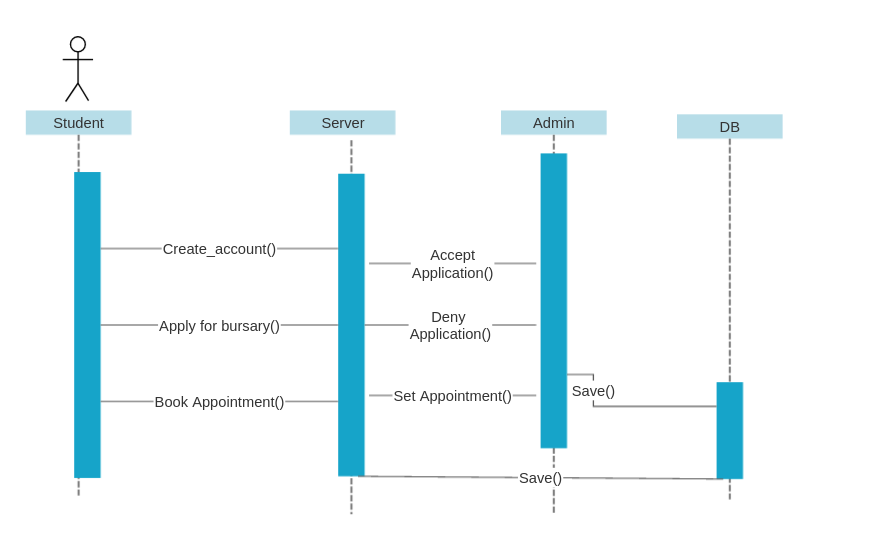 Student
Server
Admin
DB
Create_account()
Accept
Application()
Apply for bursary()
Deny
Application()
Save()
Book Appointment()
Set Appointment()
Save()